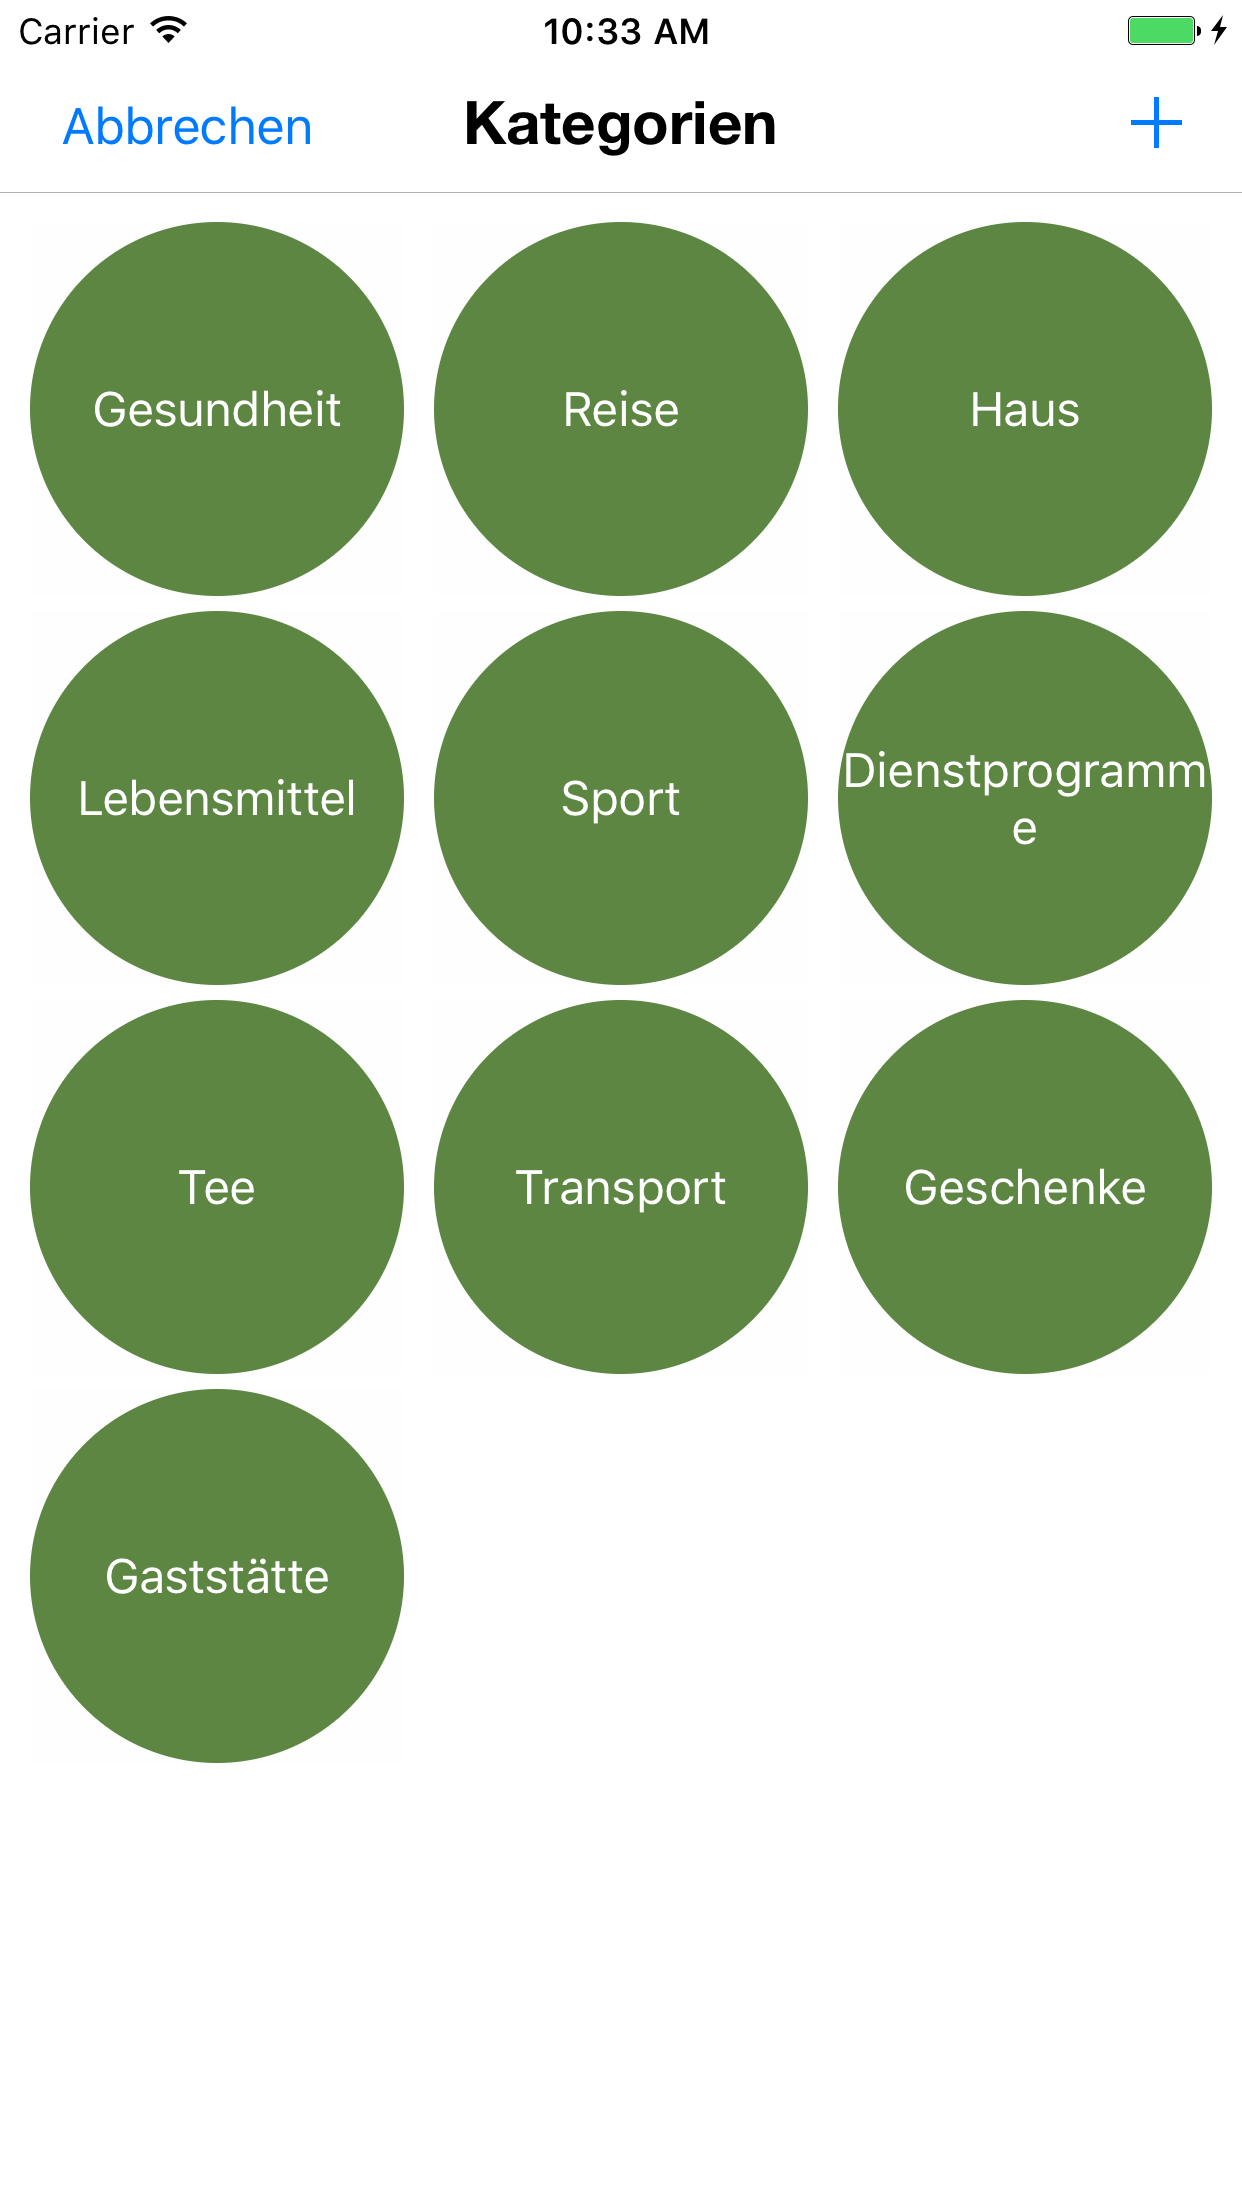 Carrier
10:33 AM
Abbrechen
Kategorien
Gesundheit
Reise
Haus
Lebensmittel
Sport
Dienstprogramm
e
Tee
Transport
Geschenke
Gaststätte